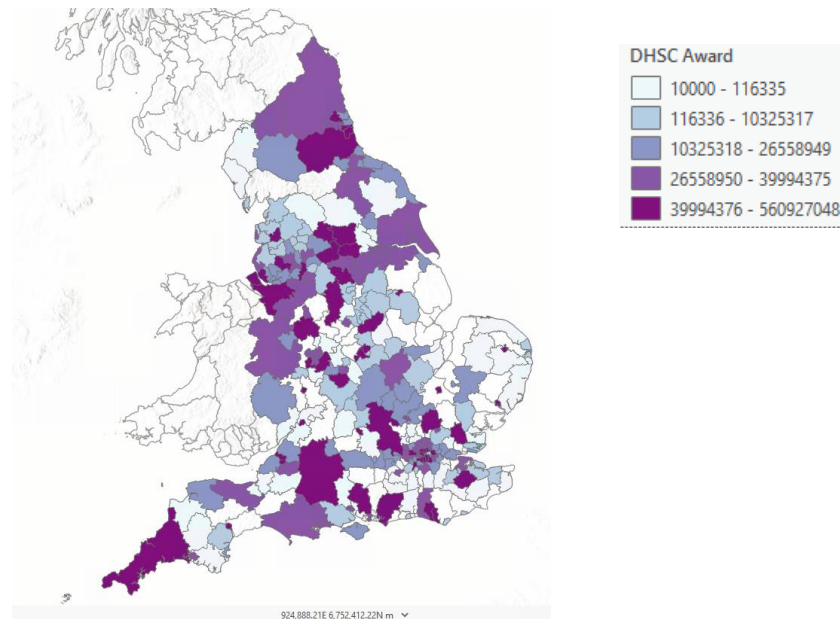 DHSC Award
10000 - 116335
116336 - 10325317
10325318 - 26558949
26558950 - 39994375
39994376 - 560927048
924,888.21E 6,752,412.22N m